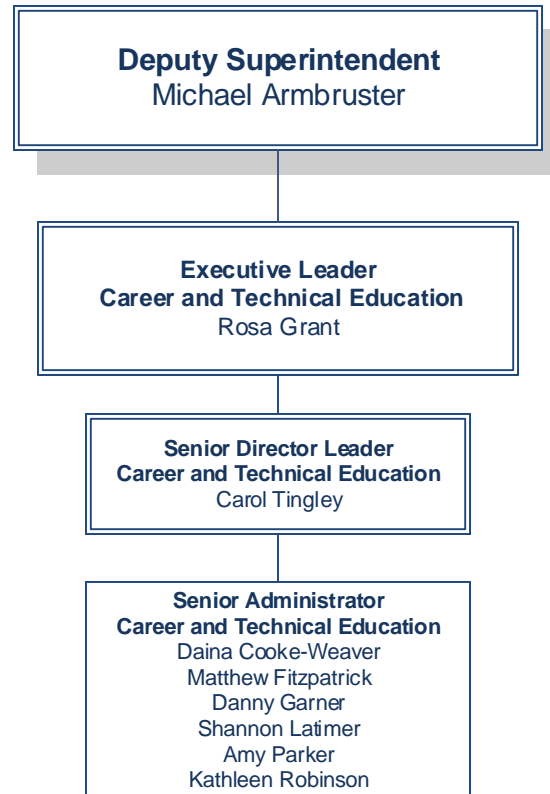 Deputy Superintendent
Michael Armbruster
Executive Leader
Career and Technical Education
Rosa Grant
Senior Director Leader
Career and Technical Education
Carol Tingley
Senior Administrator
Career and Technical Education
Daina Cooke-Weaver
Matthew Fitzpatrick
Danny Garner
Shannon Latimer
Amy Parker
Kathleen Robinson